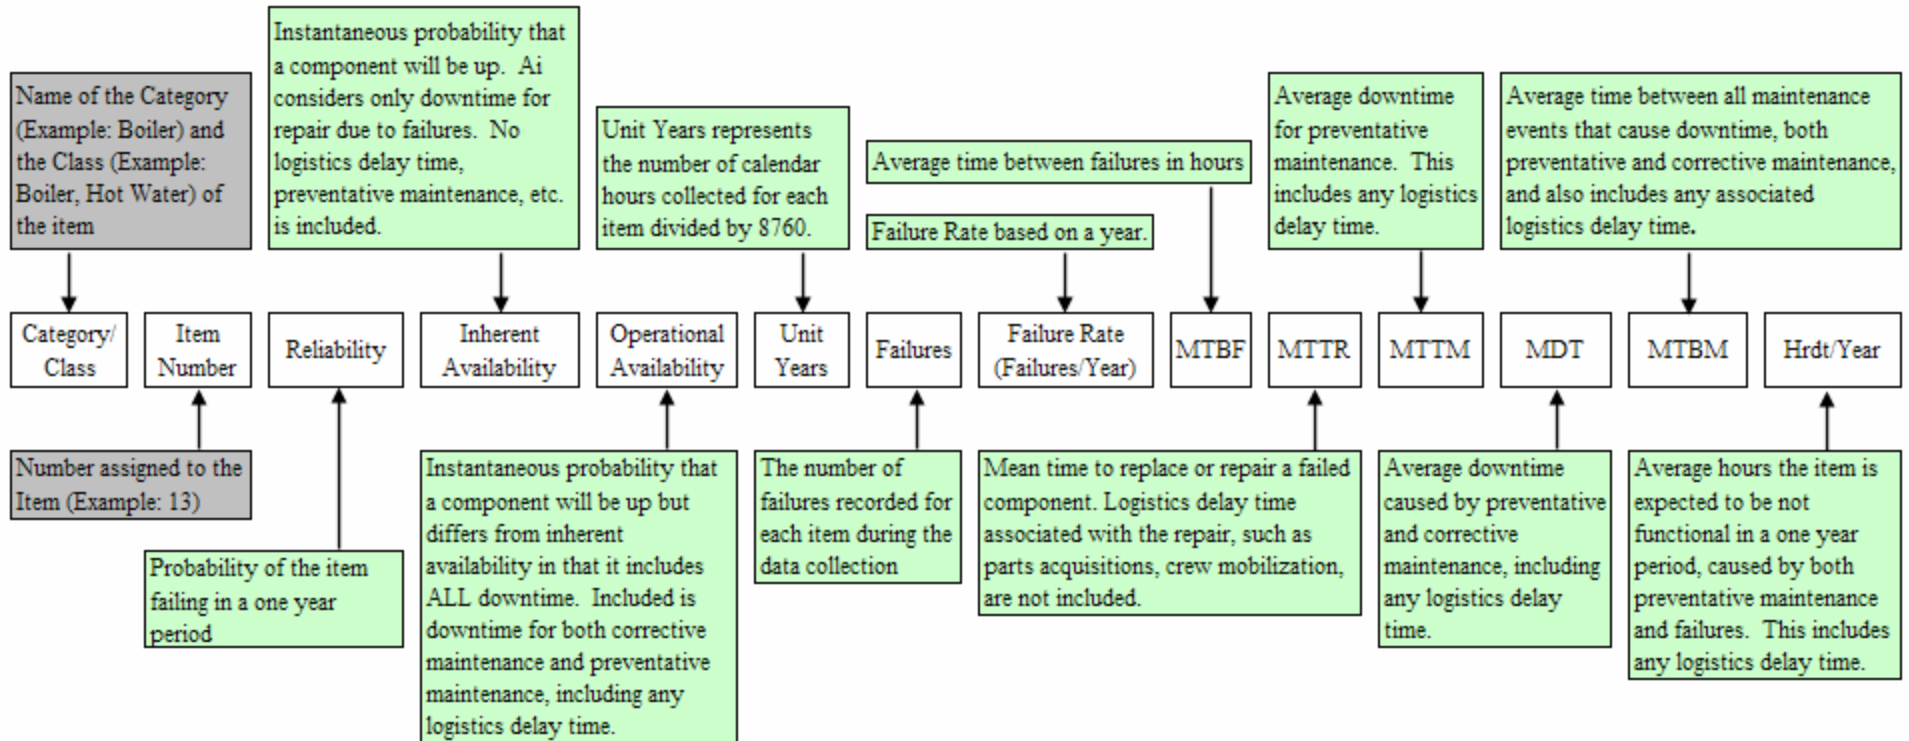 Instantaneous probability that
a component will be up.  Ai
considers only downtime for
repair due to failures.  No
logistics delay time,
preventative maintenance, etc.
is included.
Name of the Category
(Example: Boiler) and
the Class (Example:
Boiler, Hot Water) of
the item
Unit Years represents
the number of calendar
hours collected for each
item divided by 8760.
Average time between failures in hours
Failure Rate based on a year.
Average downtime
for preventative
maintenance.  This
includes any logistics
delay time.
Average time between all maintenance
events that cause downtime, both
preventative and corrective maintenance,
and also includes any associated
logistics delay time.
Category/
Class
Item
Number
Reliability
Inherent
Availability
Operational
Availability
Unit
Years
Failures
Failure Rate
(Failures/Year)
MTBF
MTTR
MTTM
MDT
MTBM
Hrdt/Year
Number assigned to the
Item (Example: 13)
Probability of the item
failing in a one year
period
Instantaneous probability that
a component will be up but
differs from inherent
availability in that it includes
ALL downtime.  Included is
downtime for both corrective
maintenance and preventative
maintenance, including any
logistics delay time.
The number of
failures recorded for
each item during the
data collection
Mean time to replace or repair a failed
component. Logistics delay time
associated with the repair, such as
parts acquisitions, crew mobilization,
are not included.
Average downtime
caused by preventative
and corrective
maintenance, including
any logistics delay
time.
Average hours the item is
expected to be not
functional in a one year
period, caused by both
preventative maintenance
and failures.  This includes
any logistics delay time.